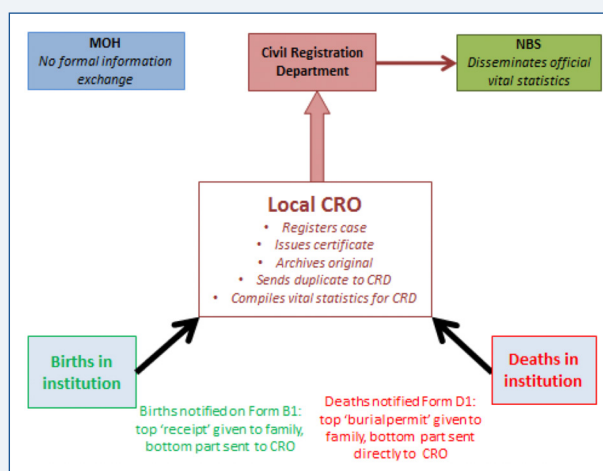 MOH
No formal information
exchange
Civil Registration
Department
NBS
Disseminates official
vital statistics
Local CRO
• Registers case
• Issues certificate
• Archives original
• Sends duplicate to CRD
• Compiles vital statistics for CRD
Births in
institution
Deaths in
institution
Births notified on Form B1:
top ‘receipt’ given to family,
bottom part sent to CRO
Deaths notified Form D1:
top ‘burial permit’ given to
family, bottom part sent
directly to CRO